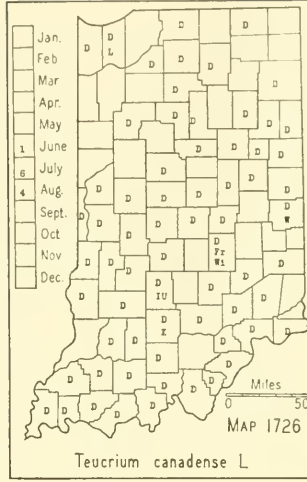 Jan.
Feb
Mar
Apr.
May
1 June
6 July
4 Aug.
Sept.
Oct
Nov
Dec.
D D D D D
D L D D D
D D D D D D
D D D D D D
D D D D D
D D D D D
D W
D D D D D
D Fr Wi
D IU
D K
D D D D D
D D D D D D
D D D D D D
Miles
50
MAP 1726
Teucrium canadense L